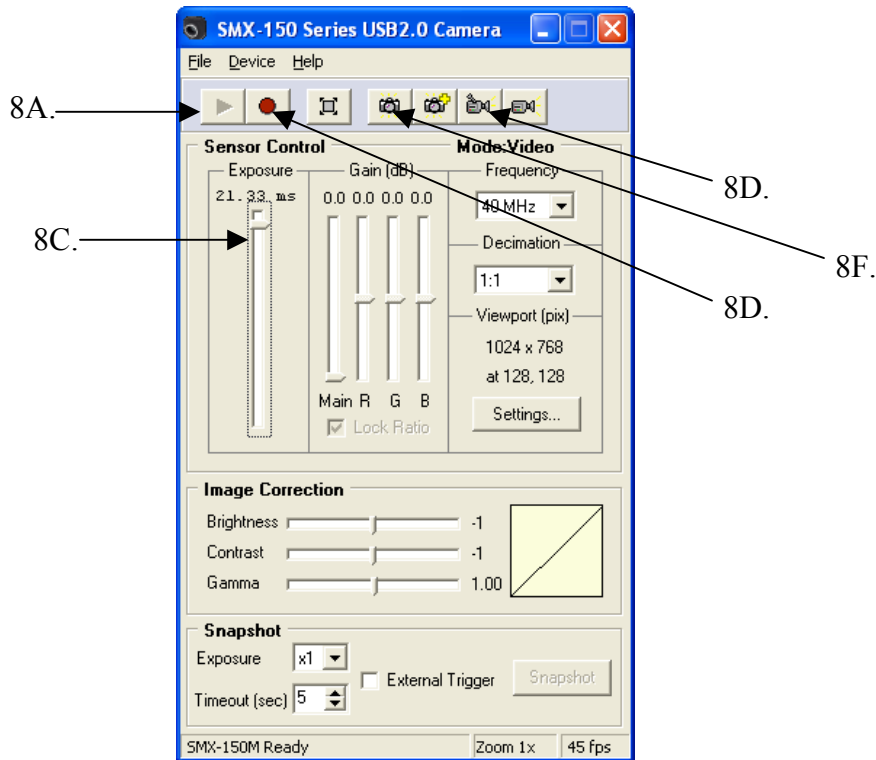 SMX-150 Series USB2.0 Camera
File Device Help
8A.
Sensor Control Mode:Video
Exposure Gain (dB) Frequency
21.33 ms 0.0 0.0 0.0 0.0
40 MHz
8D.
8C.
Decimation
8F.
1:1
8D.
Viewport (pix)
1024 x 768
at 128, 128
Main R G B
Settings...
Lock Ratio
Image Correction
Brightness -1
Contrast -1
Gamma 1.00
Snapshot
Exposure x1
External Trigger Snapshot
Timeout (sec) 5
SMX-150M Ready Zoom 1x 45 fps